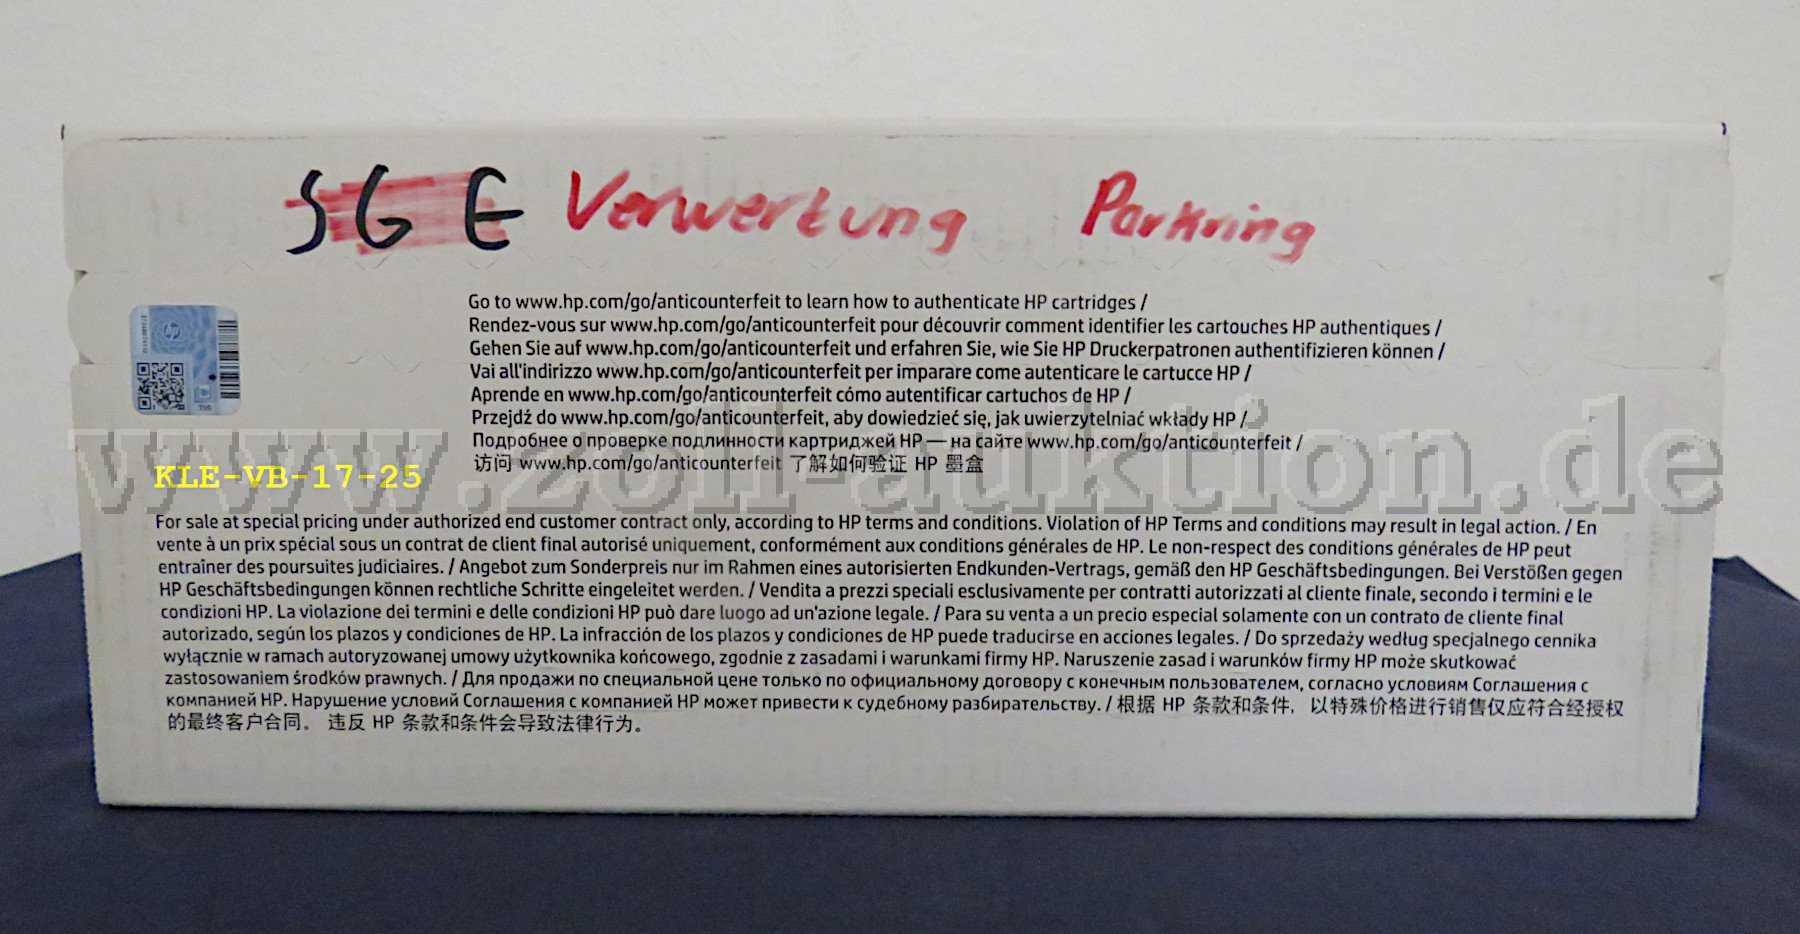 SGE Verwertung Parkring
Go to www.hp.com/go/anticounterfeit to learn how to authenticate HP cartridges /
Rendez-vous sur www.hp.com/go/anticounterfeit pour découvrir comment identifier les cartouches HP authentiques /
Gehen Sie auf www.hp.com/go/anticounterfeit und erfahren Sie, wie Sie HP Druckerpatronen authentifizieren können /
Vai all'indirizzo www.hp.com/go/anticounterfeit per imparare come autenticare le cartucce HP /
Aprende en www.hp.com/go/anticounterfeit cómo autentificar cartuchos de HP /
Przejdź do www.hp.com/go/anticounterfeit, aby dowiedzieć się, jak uwierzytelniać wkłady HP /
Подробнее о проверке подлинности картриджей HP — на сайте www.hp.com/go/anticounterfeit /
访问 www.hp.com/go/anticounterfeit 了解如何验证 HP 墨盒
www.zoll-auktion.de
KLE-VB-17-25
For sale at special pricing under authorized end customer contract only, according to HP terms and conditions. Violation of HP Terms and conditions may result in legal action. / En
vente à un prix spécial sous un contrat de client final autorisé uniquement, conformément aux conditions générales de HP. Le non-respect des conditions générales de HP peut
entraîner des poursuites judiciaires. / Angebot zum Sonderpreis nur im Rahmen eines autorisierten Endkunden-Vertrags, gemäß den HP Geschäftsbedingungen. Bei Verstößen gegen
HP Geschäftsbedingungen können rechtliche Schritte eingeleitet werden. / Vendita a prezzi speciali esclusivamente per contratti autorizzati al cliente finale, secondo i termini e le
condizioni HP. La violazione dei termini e delle condizioni HP può dare luogo ad un'azione legale. / Para su venta a un precio especial solamente con un contrato de cliente final
autorizado, según los plazos y condiciones de HP. La infracción de los plazos y condiciones de HP puede traducirse en acciones legales. / Do sprzedaży według specjalnego cennika
wyłącznie w ramach autoryzowanej umowy użytkownika końcowego, zgodnie z zasadami i warunkami firmy HP. Naruszenie zasad i warunków firmy HP może skutkować
zastosowaniem środków prawnych. / Для продажи по специальной цене только по официальному договору с конечным пользователем, согласно условиям Соглашения с
компанией HP. Нарушение условий Соглашения с компанией HP может привести к судебному разбирательству. / 根据 HP 条款和条件，以特殊价格进行销售仅应符合经授权
的最终客户合同。 违反 HP 条款和条件会导致法律行为。